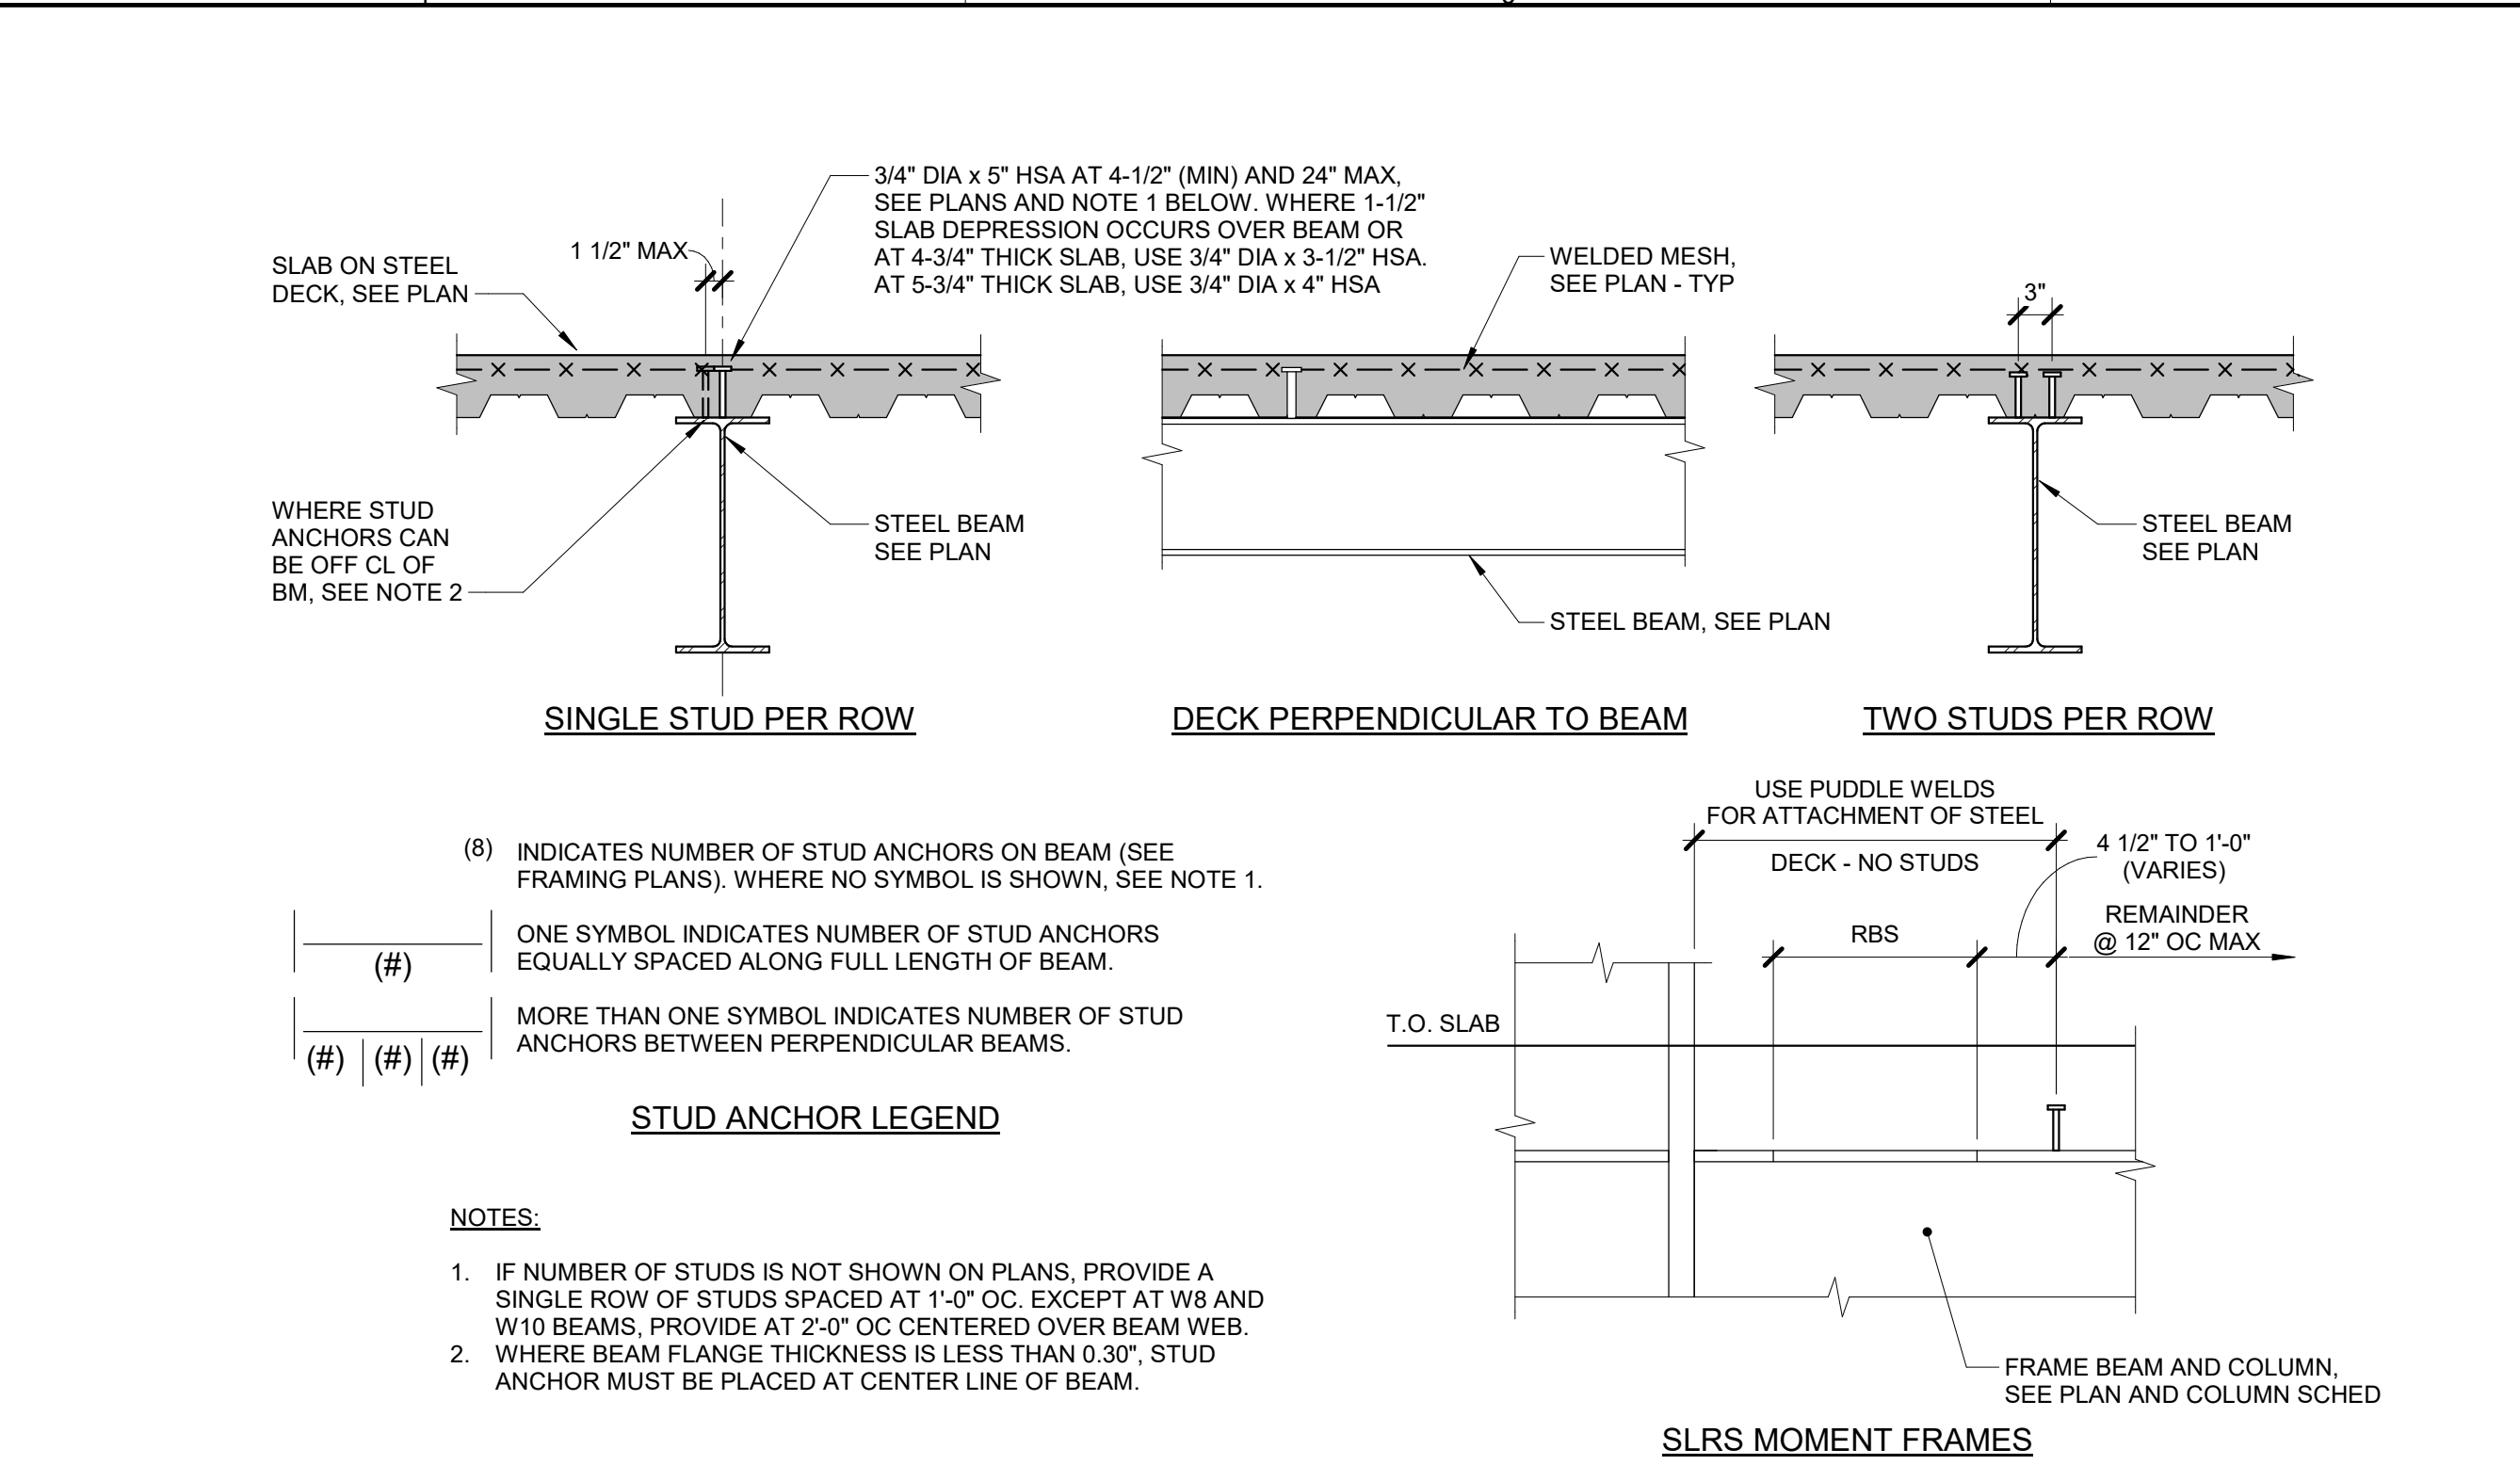 3/4" DIA x 5" HSA AT 4-1/2" (MIN) AND 24" MAX,
SEE PLANS AND NOTE 1 BELOW. WHERE 1-1/2"
SLAB DEPRESSION OCCURS OVER BEAM OR
AT 4-3/4" THICK SLAB, USE 3/4" DIA x 3-1/2" HSA.
AT 5-3/4" THICK SLAB, USE 3/4" DIA x 4" HSA
1 1/2" MAX
SLAB ON STEEL
DECK, SEE PLAN
WELDED MESH,
SEE PLAN - TYP
3"
WHERE STUD
ANCHORS CAN
BE OFF CL OF
BM, SEE NOTE 2
STEEL BEAM
SEE PLAN
STEEL BEAM, SEE PLAN
STEEL BEAM
SEE PLAN
SINGLE STUD PER ROW
DECK PERPENDICULAR TO BEAM
TWO STUDS PER ROW
(8)
INDICATES NUMBER OF STUD ANCHORS ON BEAM (SEE
FRAMING PLANS). WHERE NO SYMBOL IS SHOWN, SEE NOTE 1.
(#)
ONE SYMBOL INDICATES NUMBER OF STUD ANCHORS
EQUALLY SPACED ALONG FULL LENGTH OF BEAM.
(#) (#) (#)
MORE THAN ONE SYMBOL INDICATES NUMBER OF STUD
ANCHORS BETWEEN PERPENDICULAR BEAMS.
STUD ANCHOR LEGEND
NOTES:
1. IF NUMBER OF STUDS IS NOT SHOWN ON PLANS, PROVIDE A
SINGLE ROW OF STUDS SPACED AT 1'-0" OC. EXCEPT AT W8 AND
W10 BEAMS, PROVIDE AT 2'-0" OC CENTERED OVER BEAM WEB.
2. WHERE BEAM FLANGE THICKNESS IS LESS THAN 0.30", STUD
ANCHOR MUST BE PLACED AT CENTER LINE OF BEAM.
USE PUDDLE WELDS
FOR ATTACHMENT OF STEEL
DECK - NO STUDS
4 1/2" TO 1'-0"
(VARIES)
RBS
REMAINDER
@ 12" OC MAX
T.O. SLAB
FRAME BEAM AND COLUMN,
SEE PLAN AND COLUMN SCHED
SLRS MOMENT FRAMES